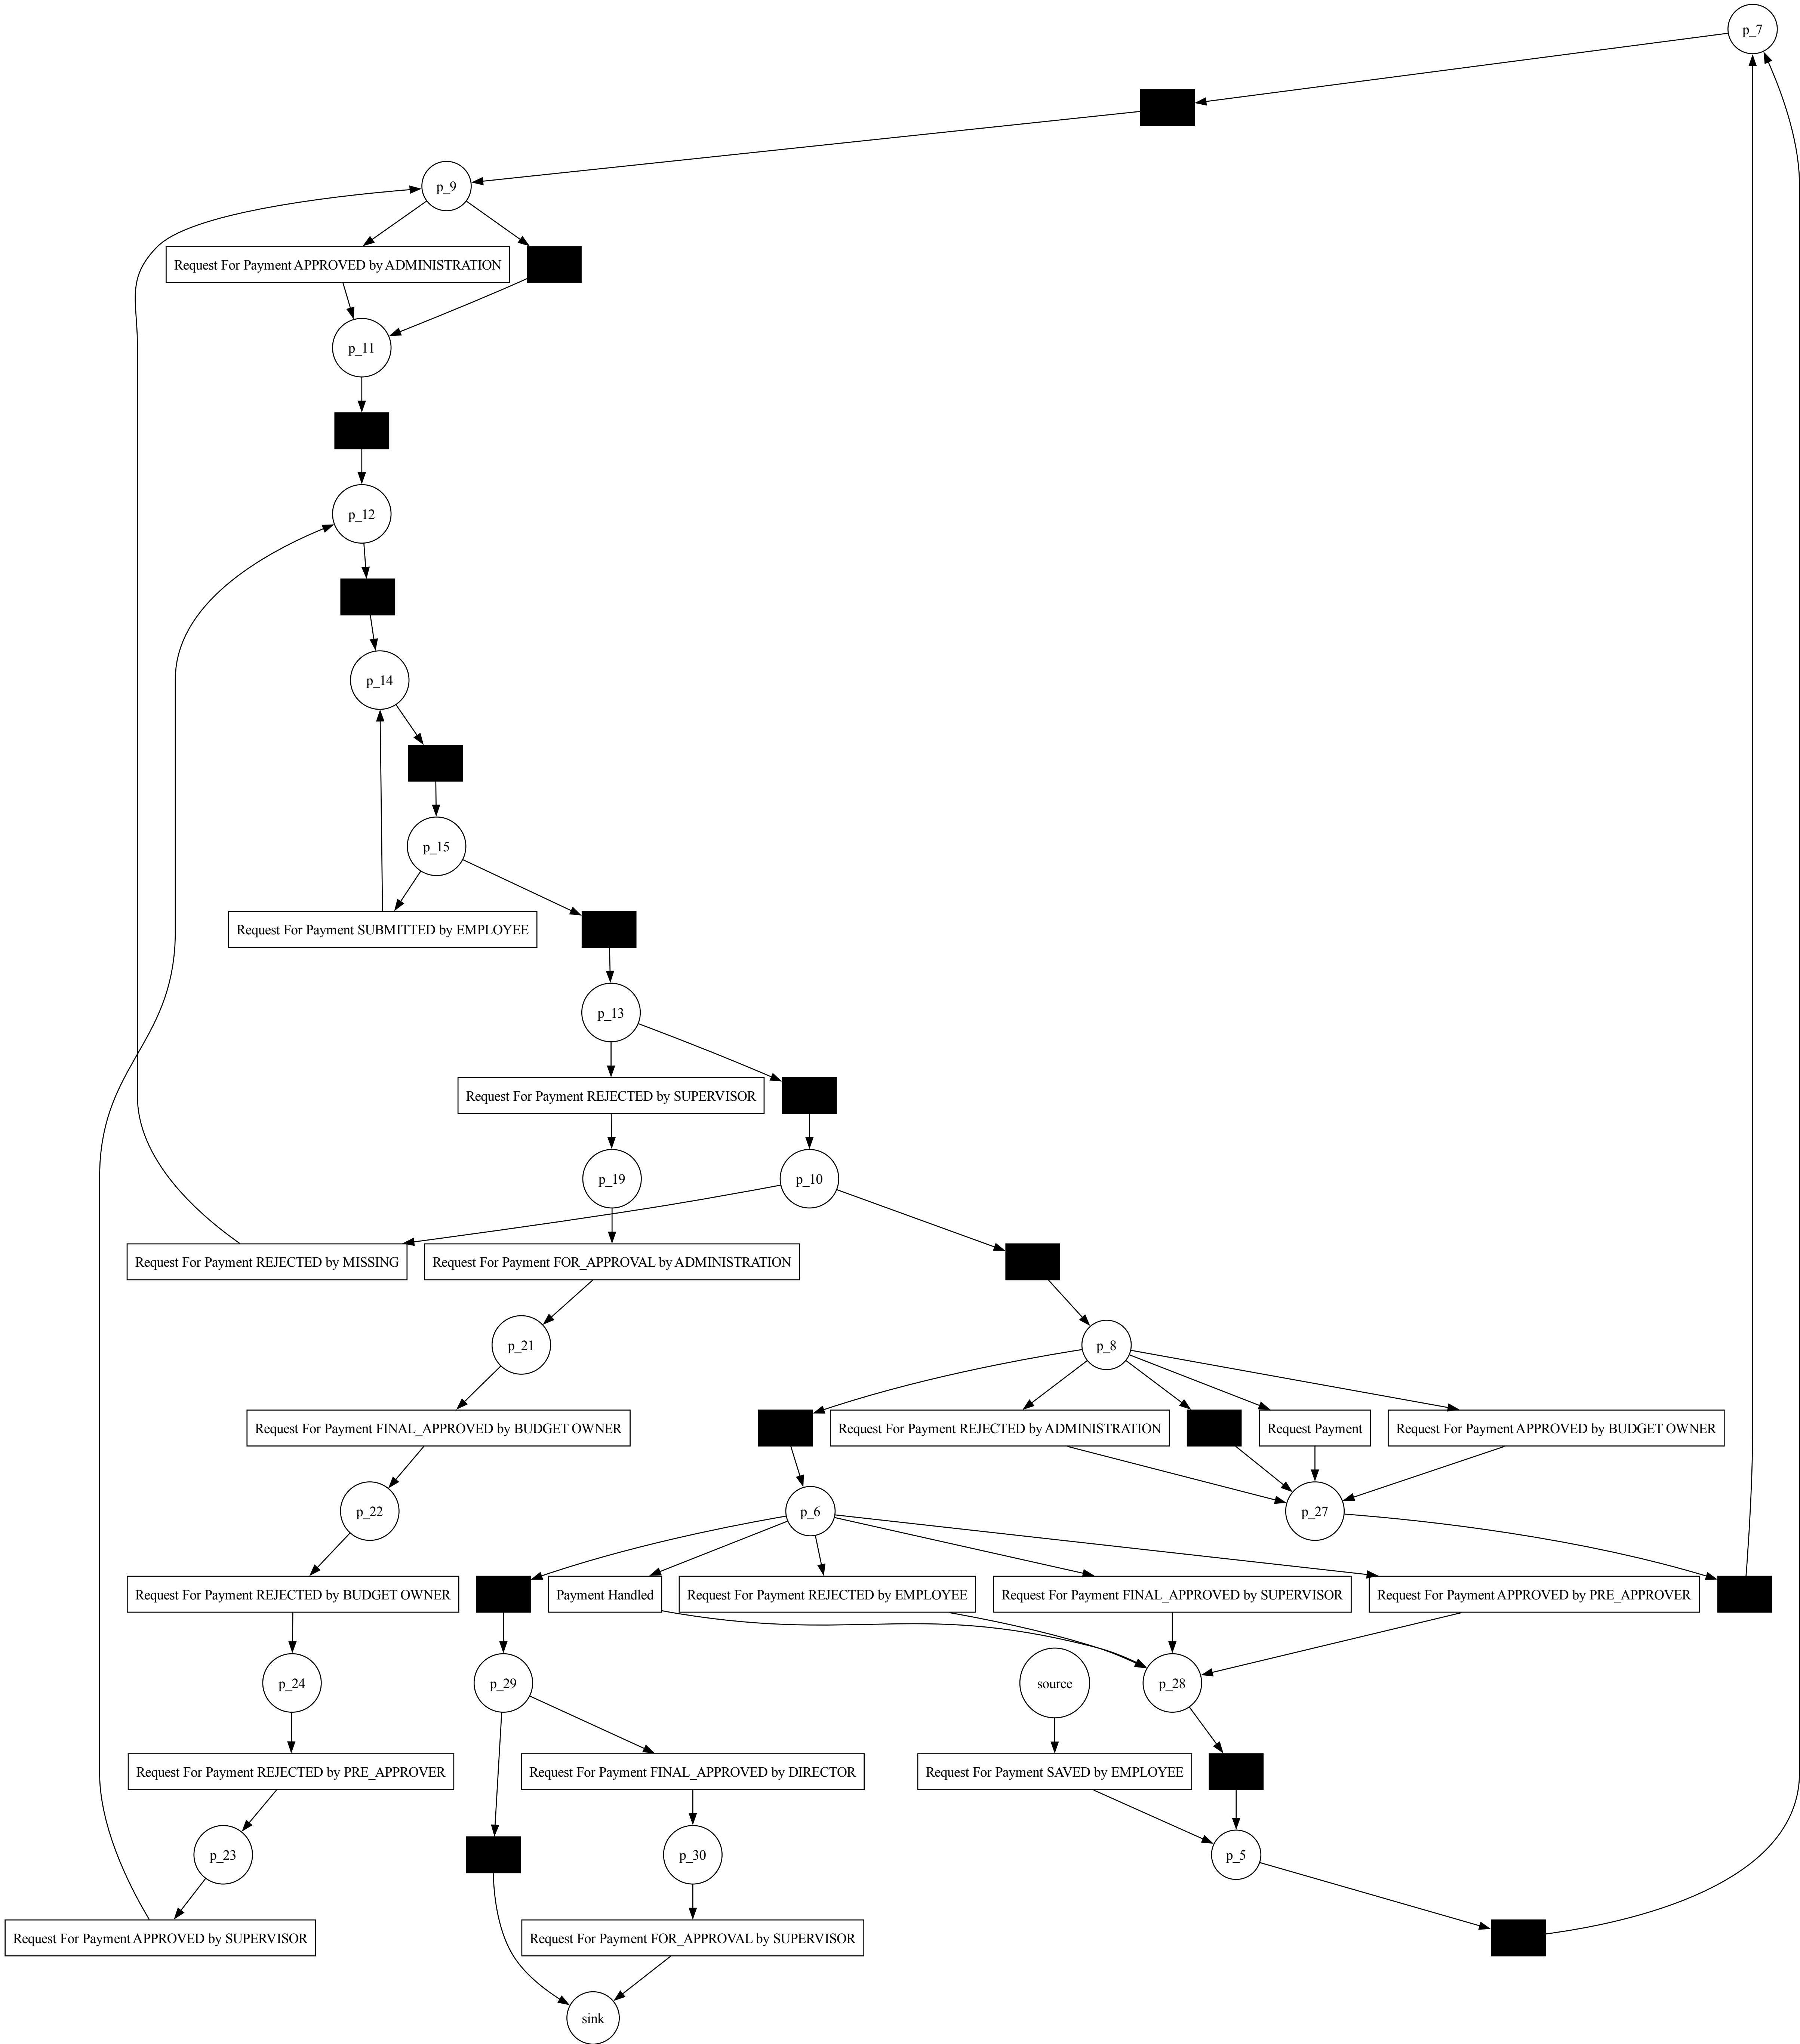 p_7
p_9
Request For Payment APPROVED by ADMINISTRATION
p_11
p_12
p_14
p_15
Request For Payment SUBMITTED by EMPLOYEE
p_13
Request For Payment REJECTED by SUPERVISOR
p_19
p_10
Request For Payment REJECTED by MISSING
Request For Payment FOR_APPROVAL by ADMINISTRATION
p_21
p_8
Request For Payment FINAL_APPROVED by BUDGET OWNER
Request For Payment REJECTED by ADMINISTRATION
Request Payment
Request For Payment APPROVED by BUDGET OWNER
p_22
p_6
p_27
Request For Payment REJECTED by BUDGET OWNER
Payment Handled
Request For Payment REJECTED by EMPLOYEE
Request For Payment FINAL_APPROVED by SUPERVISOR
Request For Payment APPROVED by PRE_APPROVER
p_24
p_29
source
p_28
Request For Payment REJECTED by PRE_APPROVER
Request For Payment FINAL_APPROVED by DIRECTOR
Request For Payment SAVED by EMPLOYEE
p_23
p_30
p_5
Request For Payment APPROVED by SUPERVISOR
Request For Payment FOR_APPROVAL by SUPERVISOR
sink